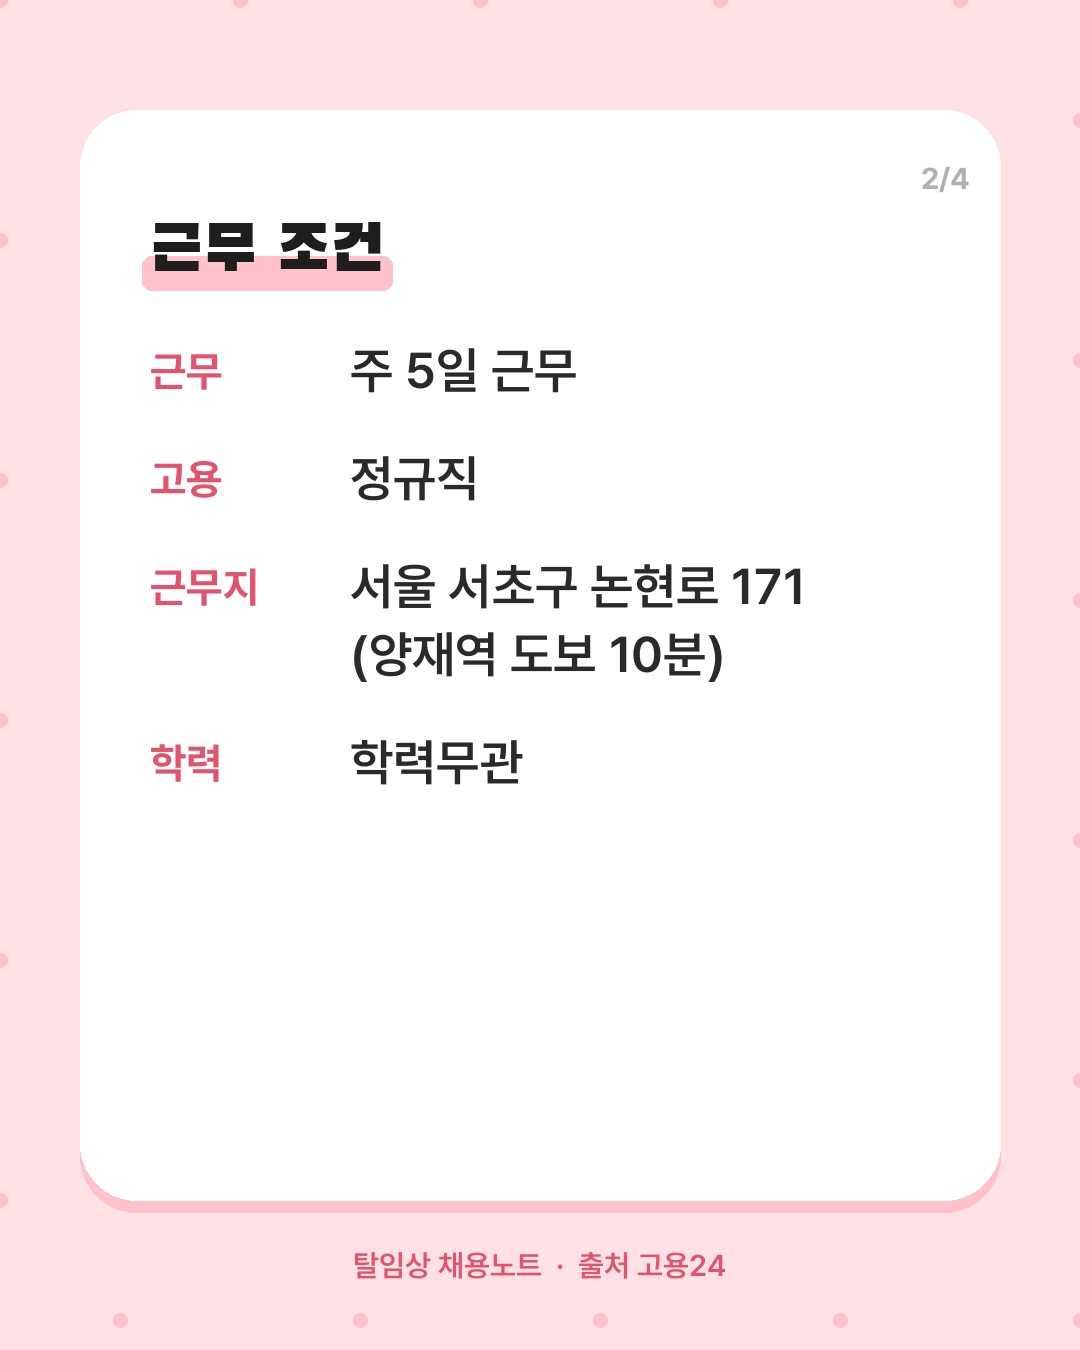 2/4
근무 조건
근무 주 5일 근무
고용 정규직
근무지 서울 서초구 논현로 171
(양재역 도보 10분)
학력 학력무관
탈임상 채용노트 · 출처 고용24